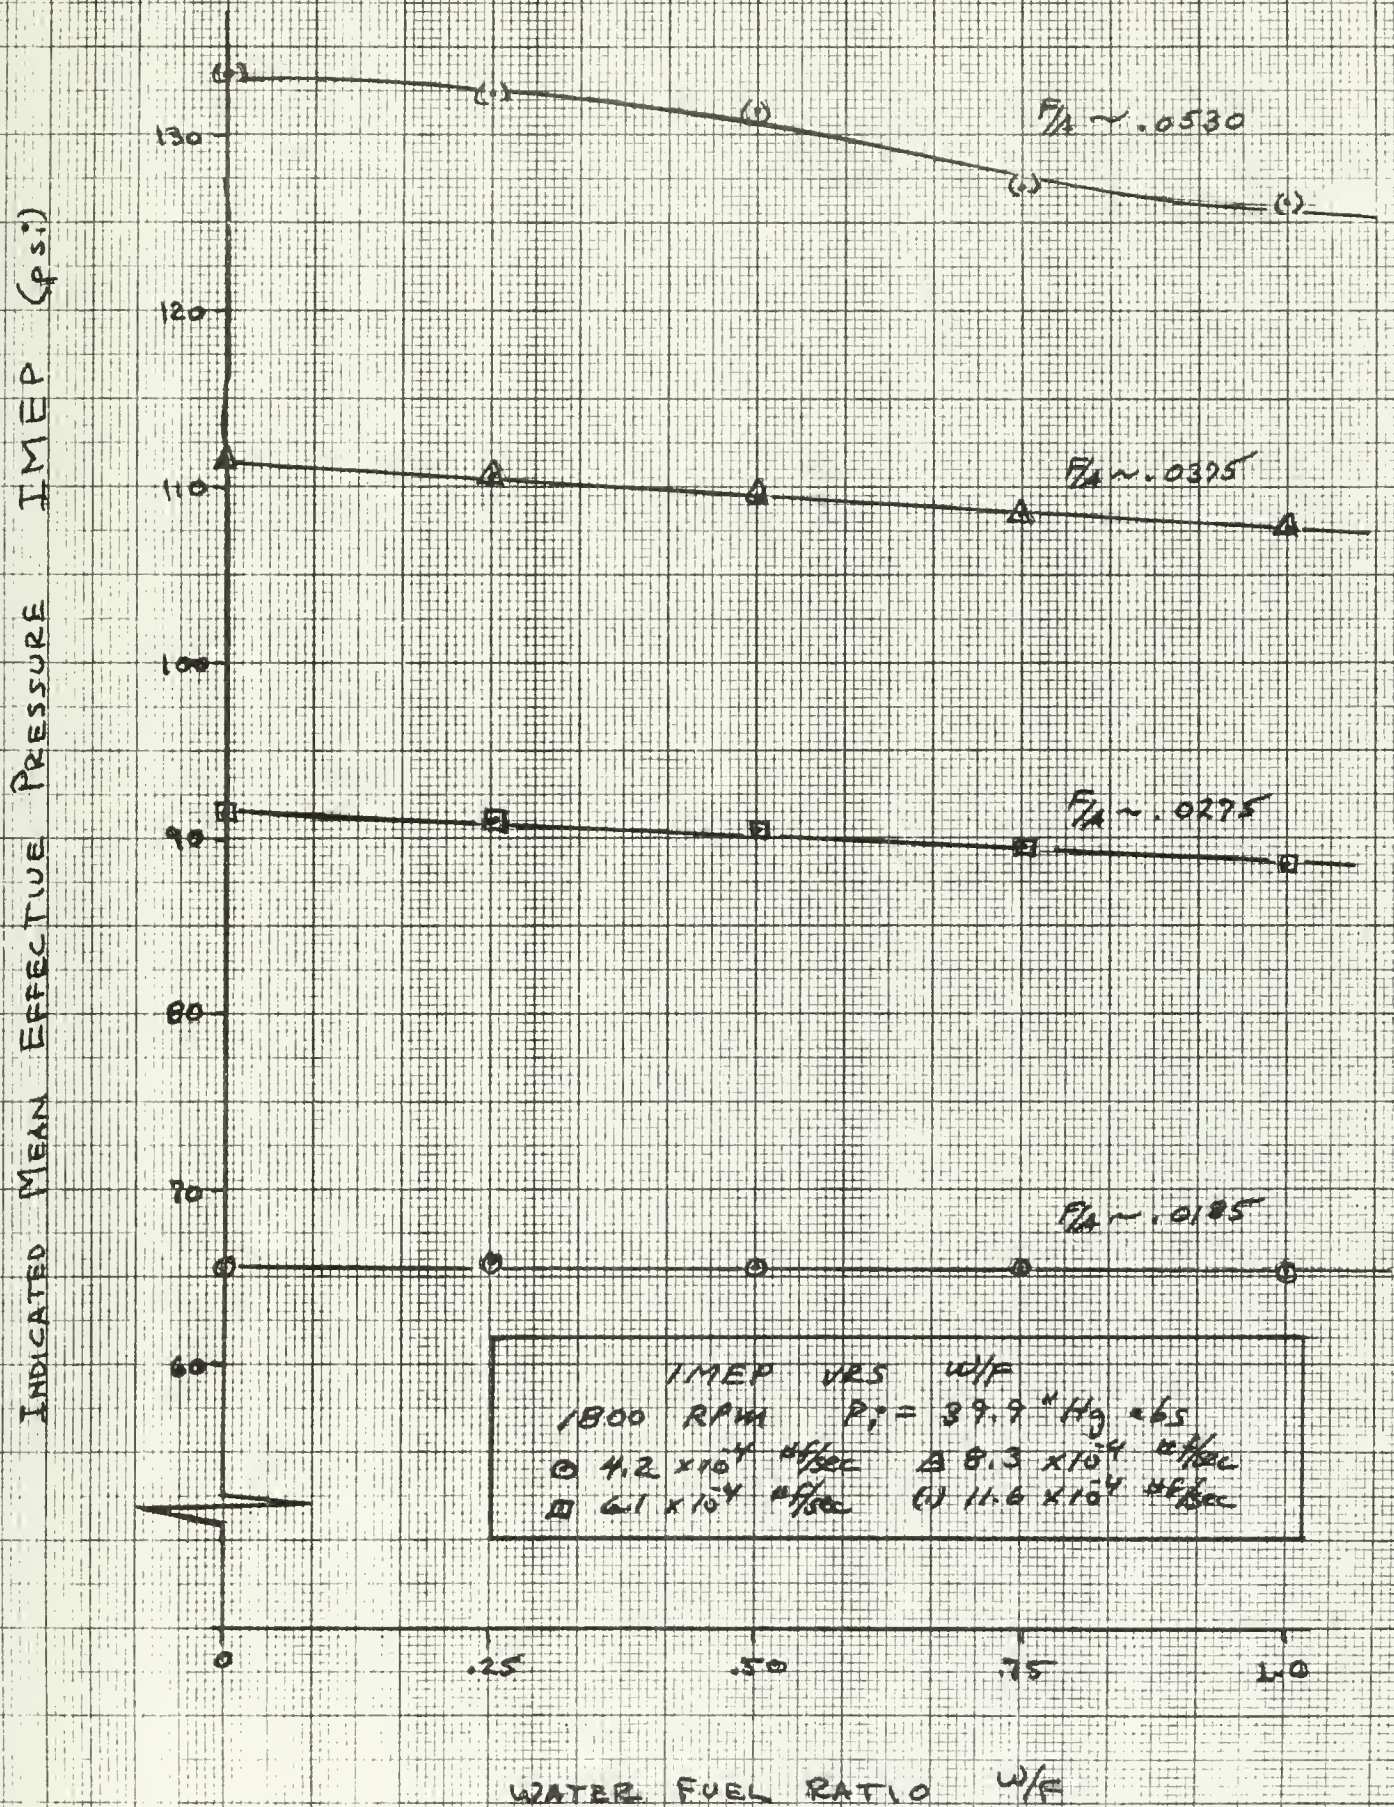 INDICATED MEAN EFFECTIVE PRESSURE IMEP (psi)
130
120
110
100
90
80
70
60
F/A ~ .0530
F/A ~ .0375
F/A ~ .0275
F/A ~ .0185
IMEP VRS W/F
1800 RPM Pi = 39.9 "Hg abs
⊙ 4.2 x10^-4 #f/sec △ 8.3 x10^-4 #f/sec
⊡ 6.1 x10^-4 #f/sec (·) 11.6 x10^-4 #f/sec
0 .25 .50 .75 1.0
WATER FUEL RATIO W/F